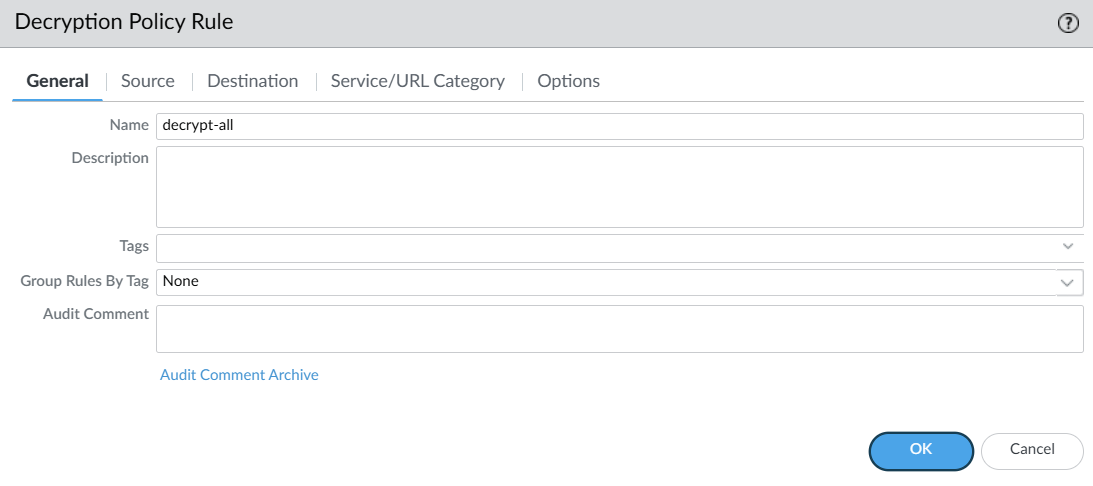 Decryption Policy Rule
?
General Source Destination Service/URL Category Options
Name decrypt-all
Description
Tags
Group Rules By Tag None
Audit Comment
Audit Comment Archive
OK Cancel